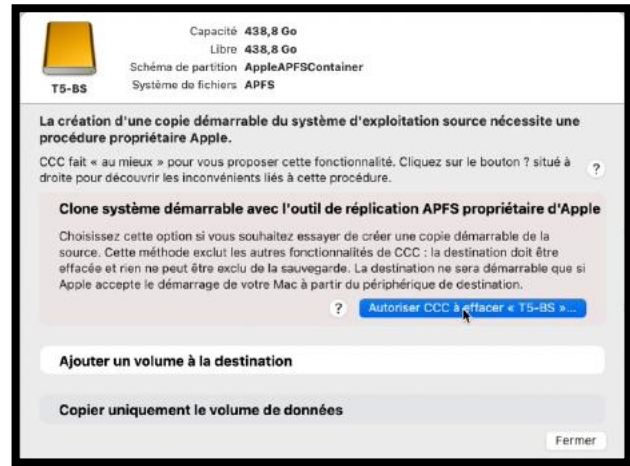 Capacité 438,8 Go
Libre 438,8 Go
Schéma de partition AppleAPFSContainer
Système de fichiers APFS
T5-BS
La création d'une copie démarrable du système d'exploitation source nécessite une
procédure propriétaire Apple.
CCC fait « au mieux » pour vous proposer cette fonctionnalité. Cliquez sur le bouton ? situé à
droite pour découvrir les inconvénients liés à cette procédure.
?
Clone système démarrable avec l'outil de réplication APFS propriétaire d'Apple
Choisissez cette option si vous souhaitez essayer de créer une copie démarrable de la
source. Cette méthode exclut les autres fonctionnalités de CCC : la destination doit être
effacée et rien ne peut être exclu de la sauvegarde. La destination ne sera démarrable que si
Apple accepte le démarrage de votre Mac à partir du périphérique de destination.
? Autoriser CCC à effacer « T5-BS »...
Ajouter un volume à la destination
Copier uniquement le volume de données
Fermer